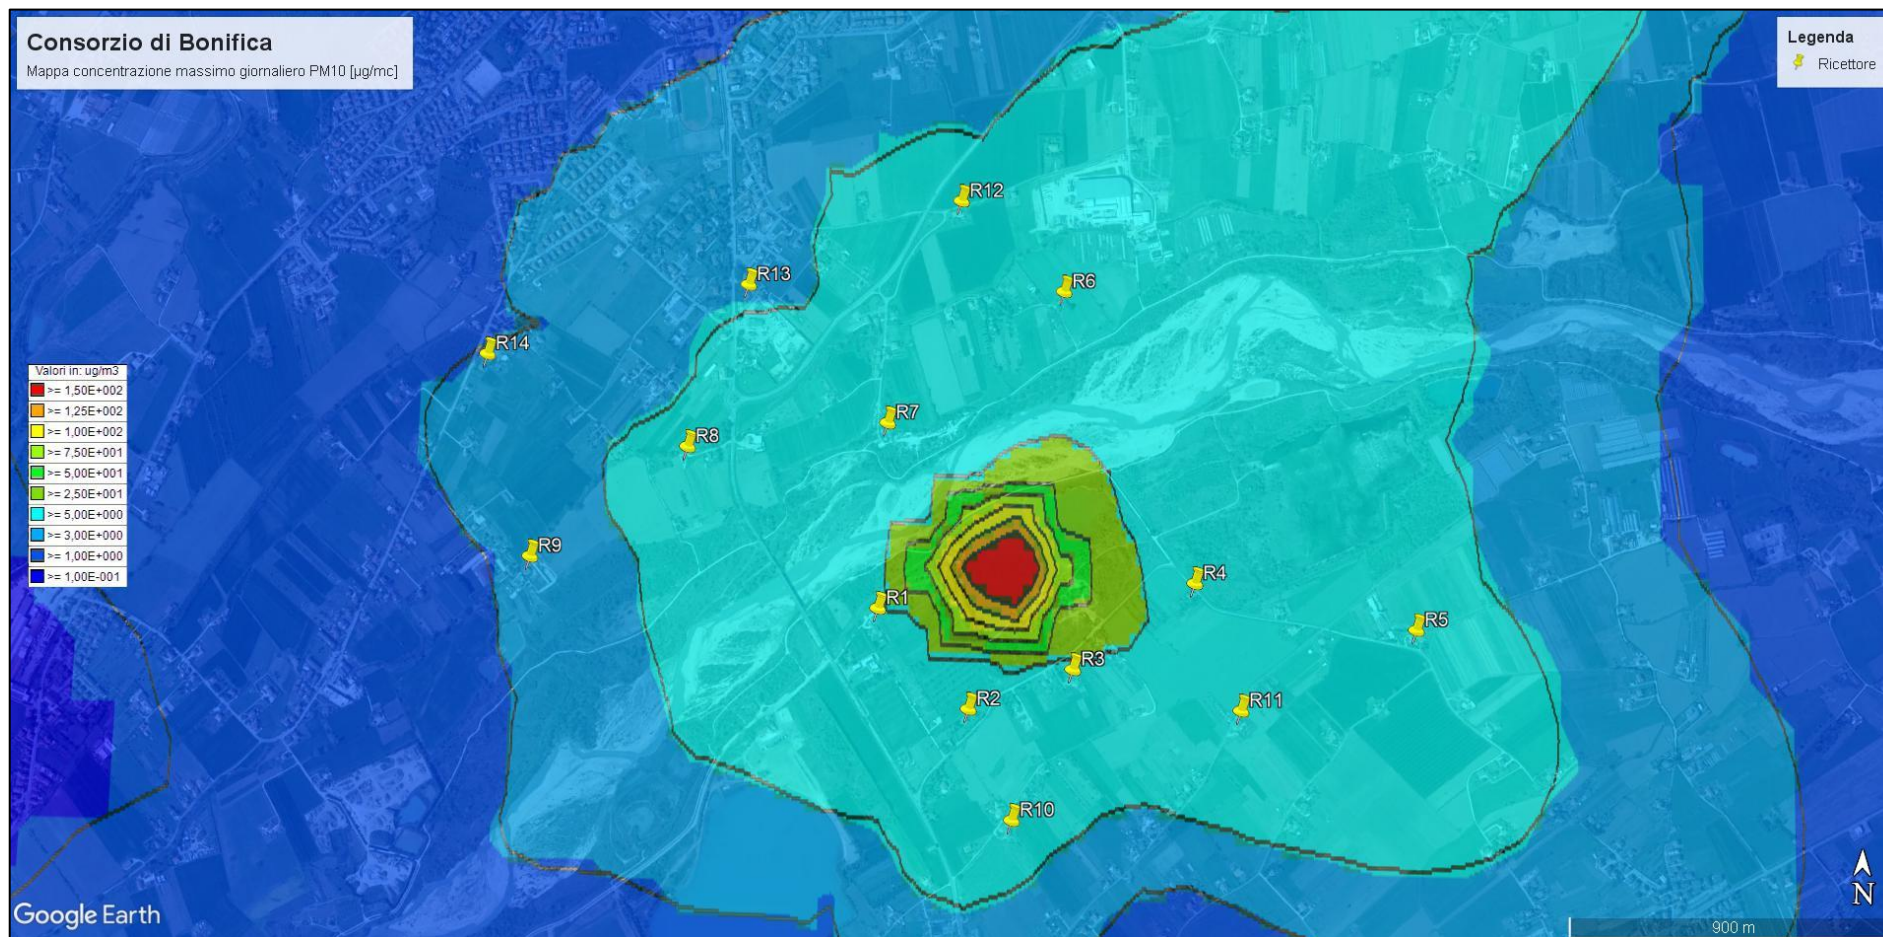 Consorzio di Bonifica
Mappa concentrazione massimo giornaliero PM10 [µg/mc]
Legenda
Ricettore
R12
R13
R6
R14
Valori in: ug/m3
>= 1,50E+002
>= 1,25E+002
>= 1,00E+002
>= 7,50E+001
>= 5,00E+001
>= 2,50E+001
>= 5,00E+000
>= 3,00E+000
>= 1,00E+000
>= 1,00E-001
R7
R8
R9
R4
R1
R5
R3
R2
R11
R10
Google Earth
N
900 m